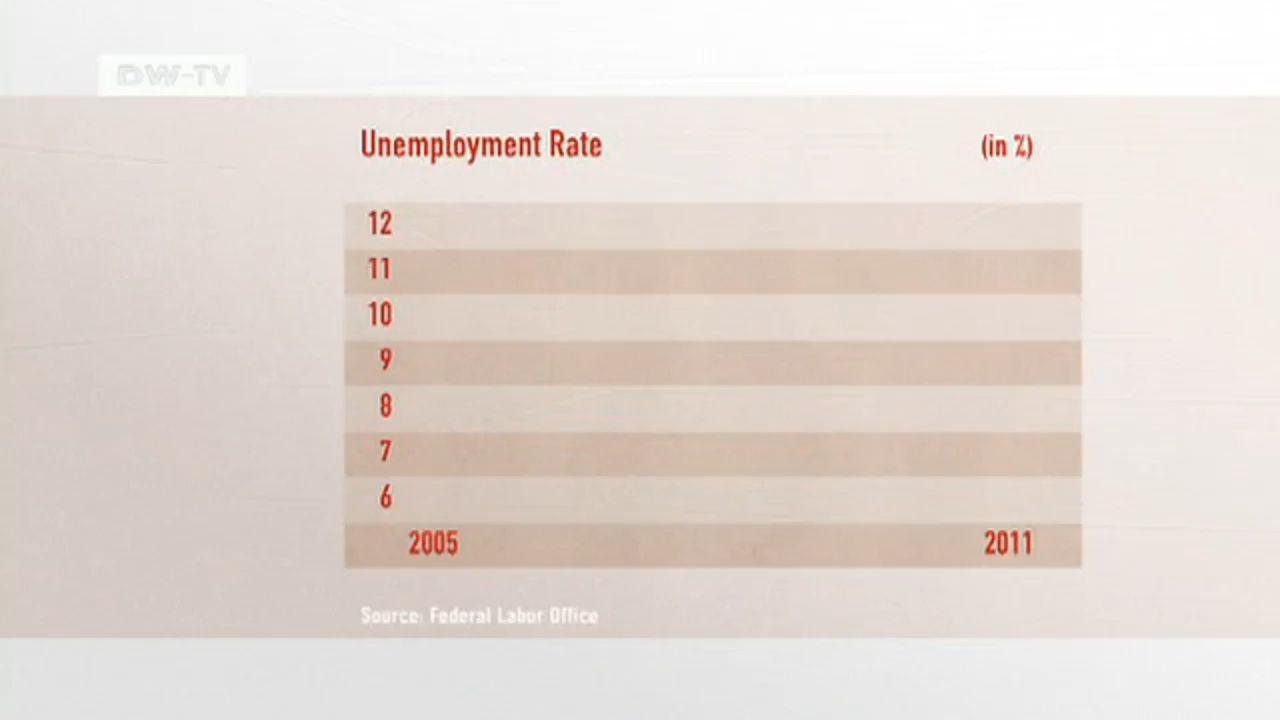 DW-TV
Unemployment Rate (in %)
12
11
10
9
8
7
6
2005 2011
Source: Federal Labor Office